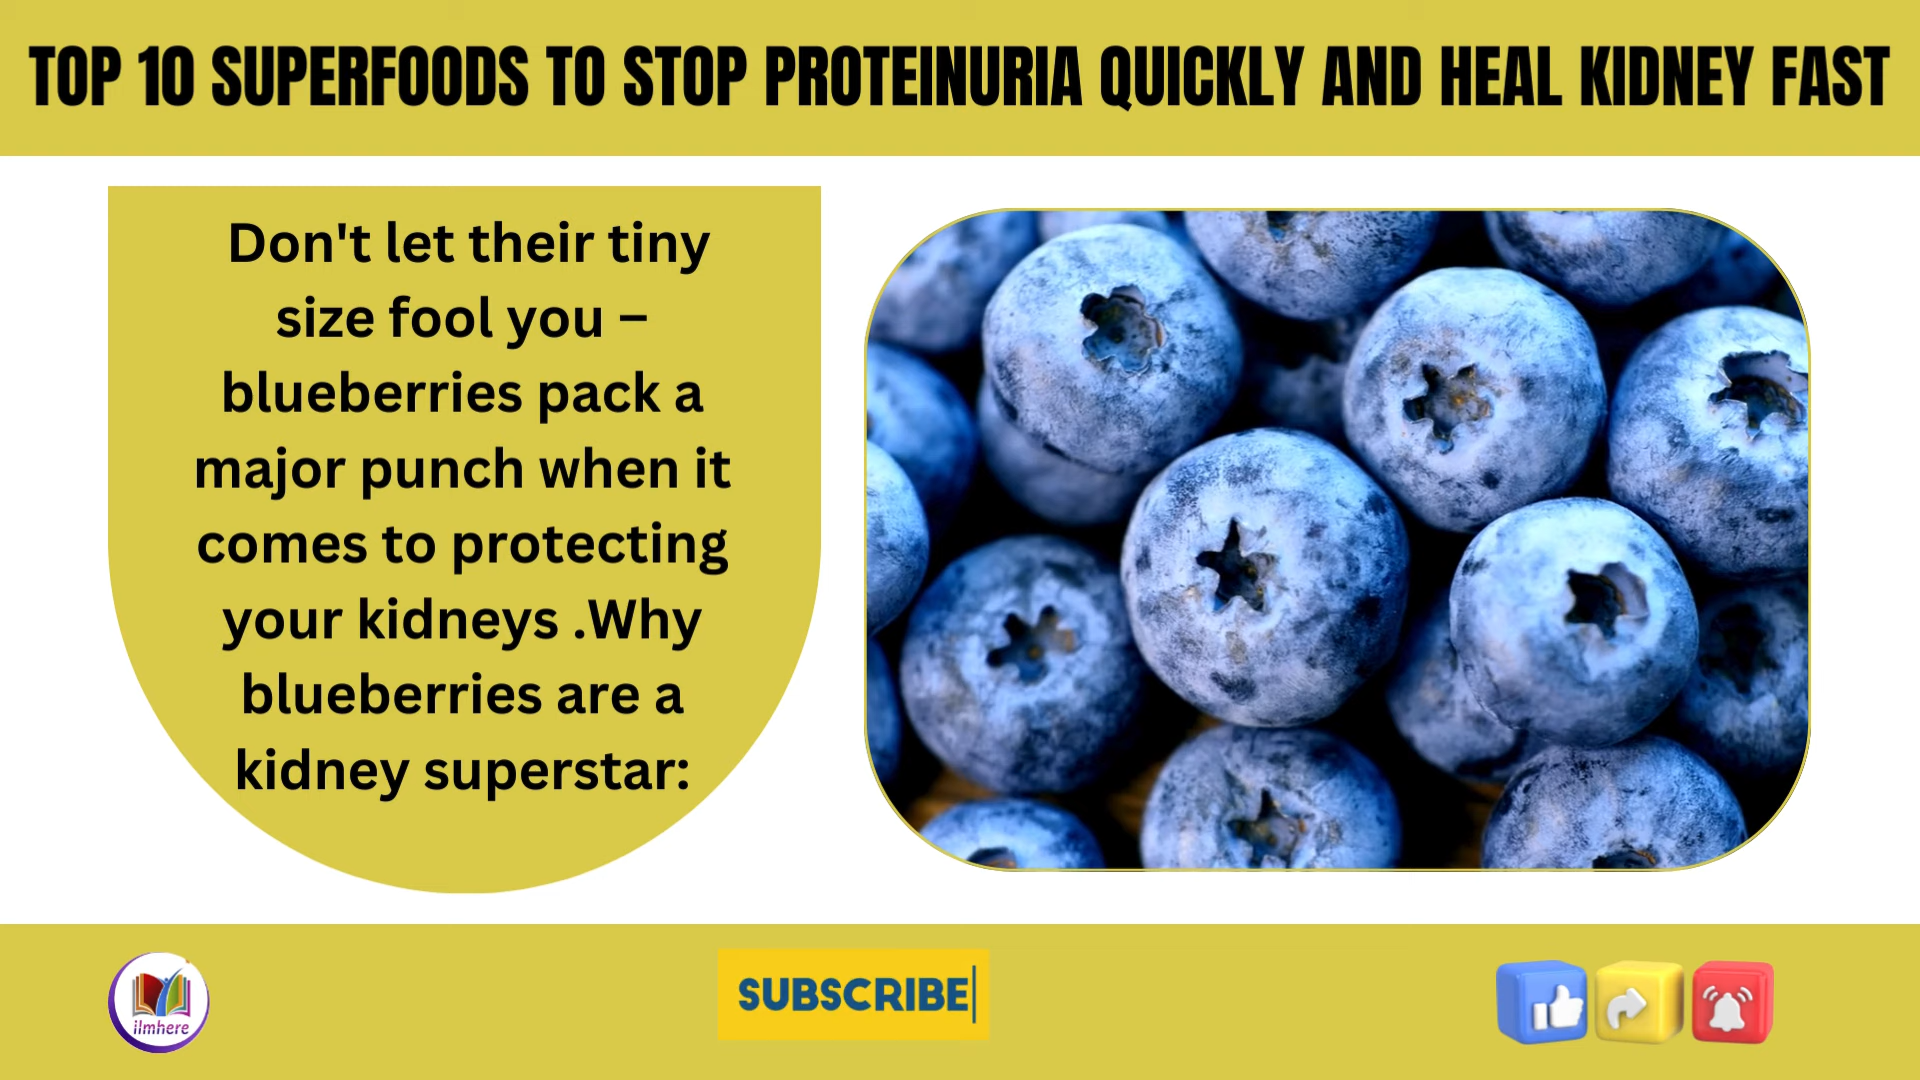 TOP 10 SUPERFOODS TO STOP PROTEINURIA QUICKLY AND HEAL KIDNEY FAST
Don't let their tiny
size fool you –
blueberries pack a
major punch when it
comes to protecting
your kidneys .Why
blueberries are a
kidney superstar:
ilmhere
SUBSCRIBE